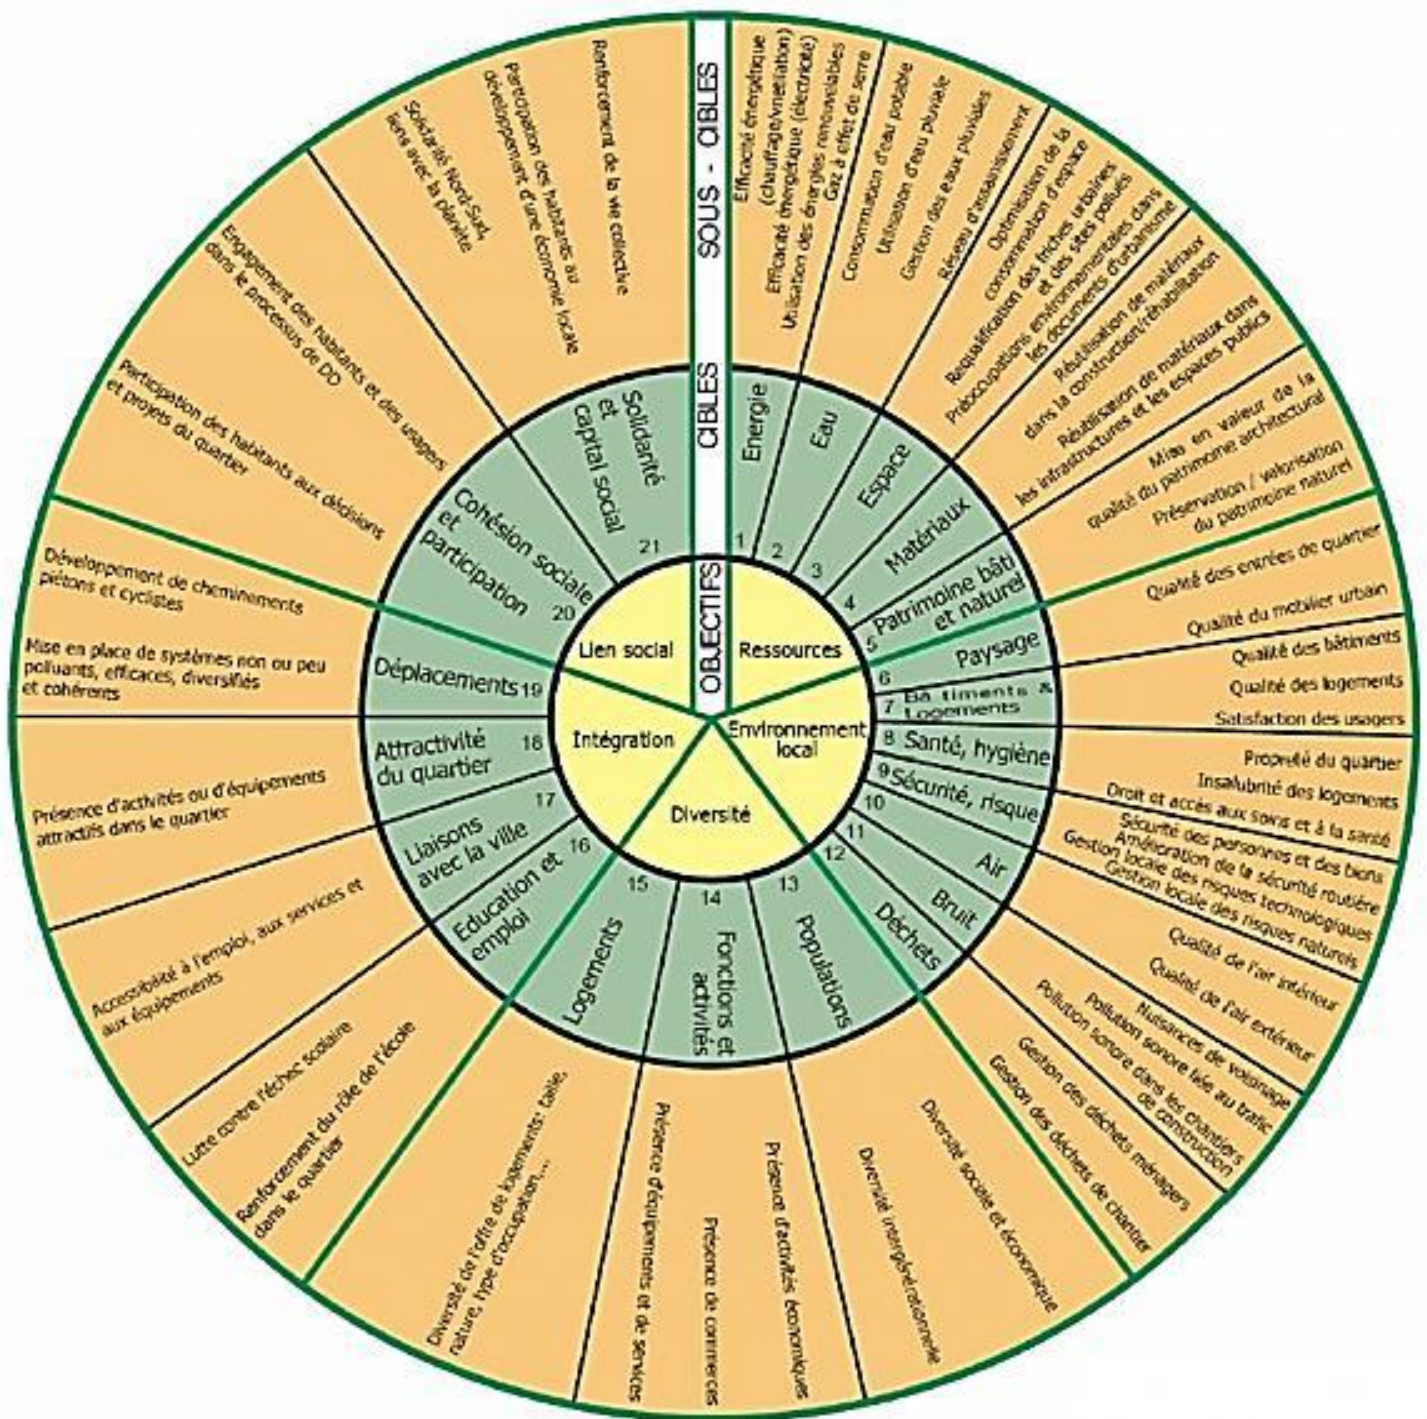 SOUS - CIBLES
CIBLES
OBJECTIFS
Ressources
Environnement
local
Diversité
Intégration
Lien social
1
Energie
Efficacité énergétique
(chauffage/vnetilation)
Efficacité énergétique (électricité)
Utilisation des énergies renouvelables
Gaz à effet de serre
2
Eau
Consommation d'eau potable
Utilisation d'eau pluviale
Gestion des eaux pluviales
Réseau d'assainissement
3
Espace
Optimisation de la
consommation d'espace
Requalification des friches urbaines
et des sites pollués
Préoccupations environnementales dans
les documents d'urbanisme
4
Matériaux
Réutilisation de matériaux
dans la construction/réhabilitation
Réutilisation de matériaux dans
les infrastructures et les espaces publics
5
Patrimoine bâti
et naturel
Mise en valeur de la
qualité du patrimoine architectural
Préservation / valorisation
du patrimoine naturel
6
Paysage
Qualité des entrées de quartier
Qualité du mobilier urbain
7
Bâ timents &
Logements
Qualité des bâtiments
Qualité des logements
Satisfaction des usagers
8
Santé, hygiène
Propreté du quartier
Insalubrité des logements
Droit et accès aux soins et à la santé
9
Sécurité, risque
Sécurité des personnes et des biens
Amélioration de la sécurité routière
Gestion locale des risques technologiques
Gestion locale des risques naturels
10
Air
Qualité de l'air intérieur
Qualité de l'air extérieur
11
Bruit
Nuisances de voisinage
Pollution sonore liée au trafic
Pollution sonore dans les chantiers
de construction
12
Déchets
Gestion des déchets ménagers
Gestion des déchets de chantier
13
Populations
Diversité sociale et économique
Diversité intergénérationnelle
14
Fonctions et
activités
Présence d'activités économiques
Présence de commerces
Présence d'équipements et de services
15
Logements
Diversité de l'offre de logements: taille,
nature, type d'occupation,...
16
Education et
emploi
Renforcement du rôle de l'école
dans le quartier
Lutte contre l'échec scolaire
17
Liaisons
avec la ville
Accessibilité à l'emploi, aux services et
aux équipements
18
Attractivité
du quartier
Présence d'activités ou d'équipements
attractifs dans le quartier
19
Déplacements
Mise en place de systèmes non ou peu
polluants, efficaces, diversifiés
et cohérents
Développement de cheminements
piétons et cyclistes
20
Cohésion sociale
et
participation
Participation des habitants aux décisions
et projets du quartier
Engagement des habitants et des usagers
dans le processus de DD
21
Solidarité
et
capital social
Solidarité Nord-Sud,
liens avec la planète
Participation des habitants au
développement d'une économie locale
Renforcement de la vie collective